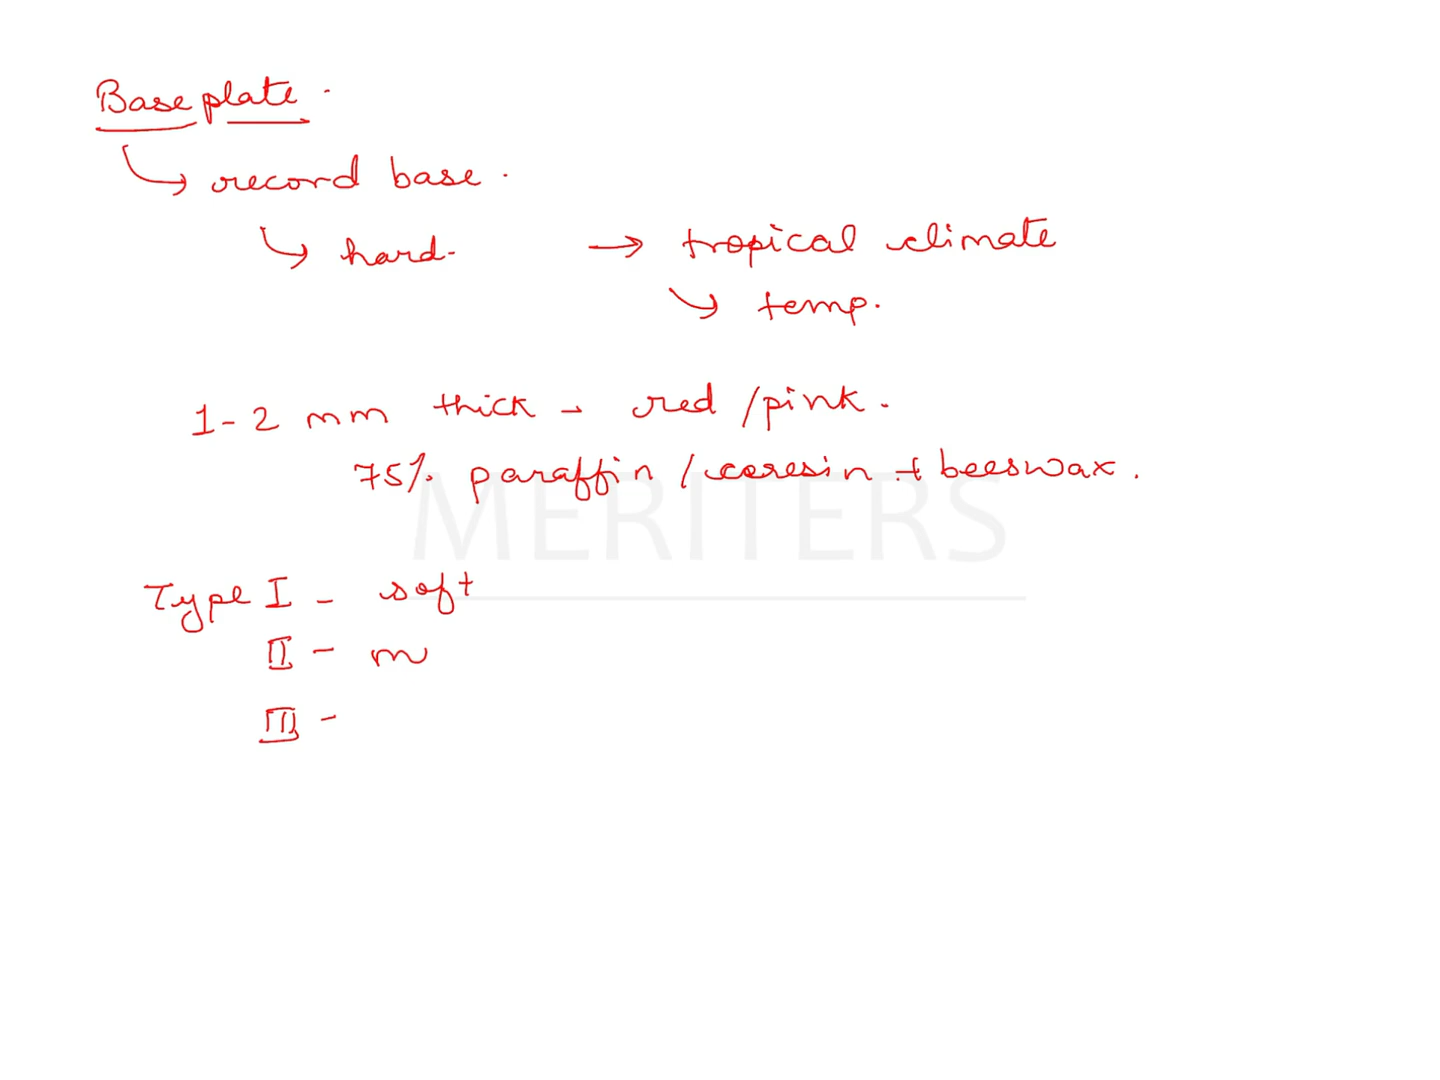 Base plate.
↳ record base.
↳ hard. → tropical climate
↳ temp.
1-2 mm thick - red/pink.
75% paraffin/ceresin + beeswax.
MERITERS
Type I - soft
II - m
III -